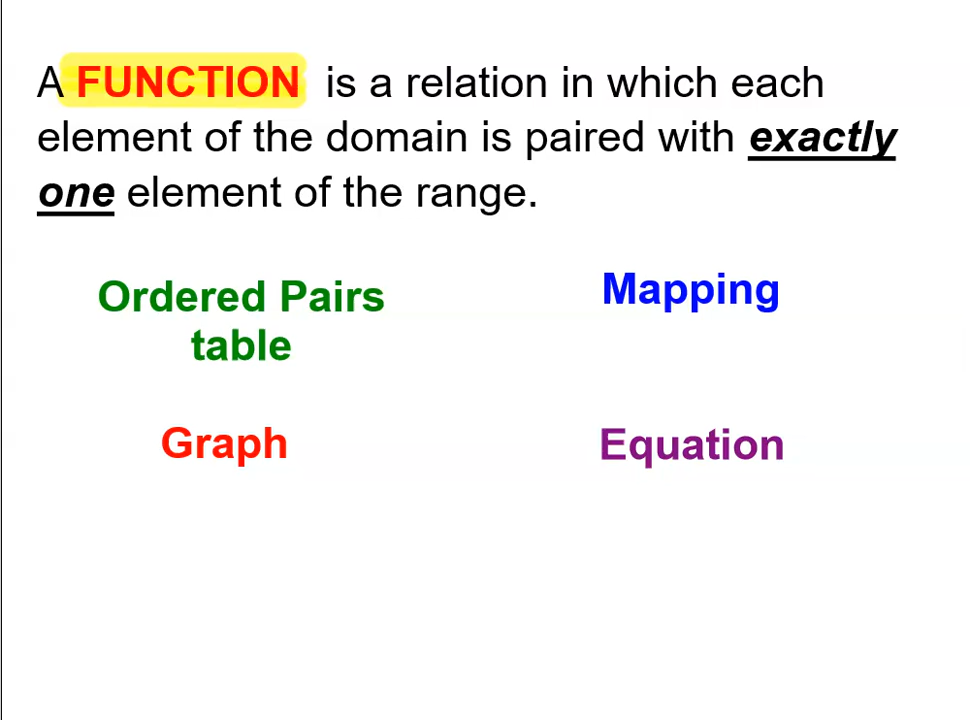 A FUNCTION is a relation in which each
element of the domain is paired with exactly
one element of the range.
Ordered Pairs
table
Mapping
Graph
Equation